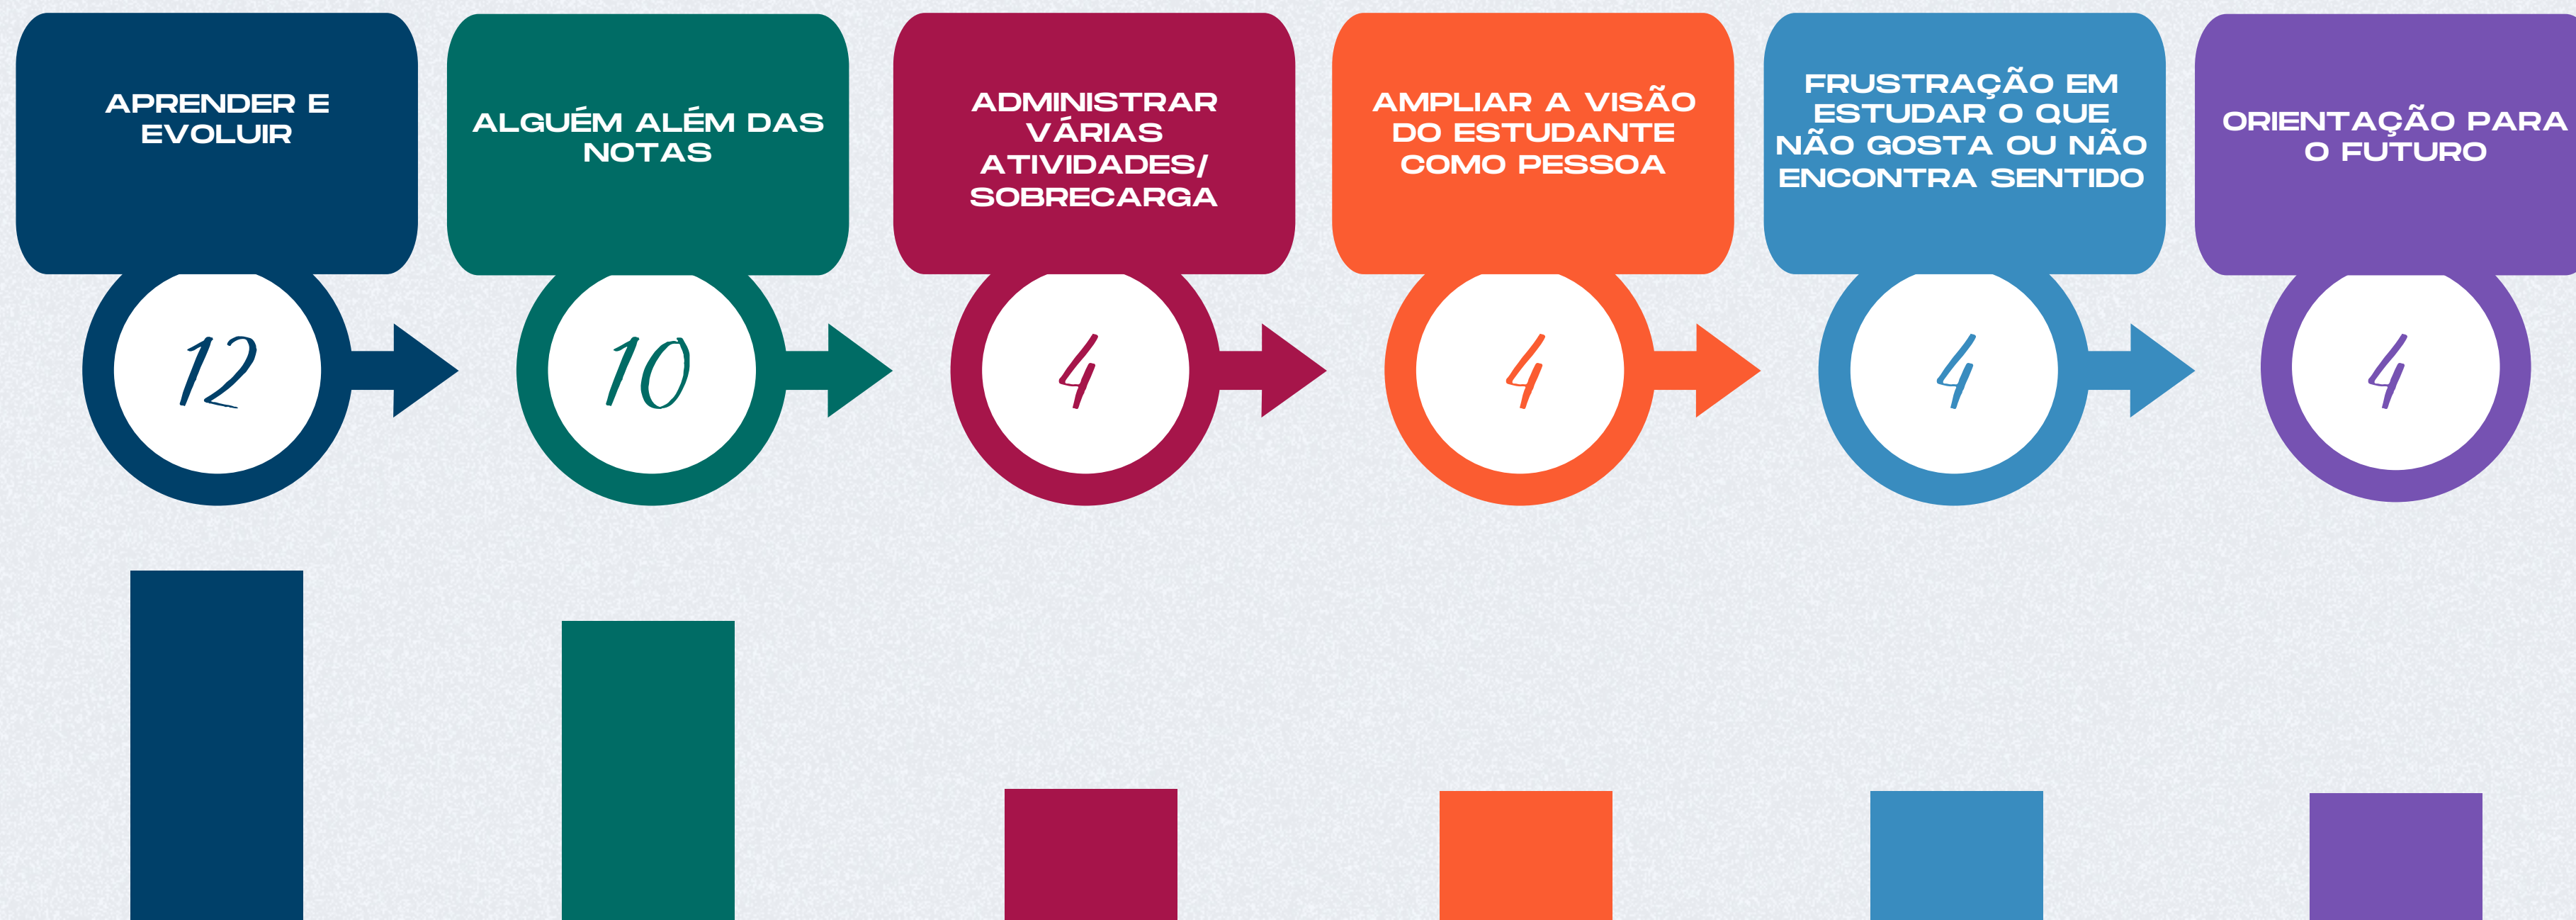 APRENDER E
EVOLUIR
12
ALGUÉM ALÉM DAS
NOTAS
10
ADMINISTRAR
VÁRIAS
ATIVIDADES/
SOBRECARGA
4
AMPLIAR A VISÃO
DO ESTUDANTE
COMO PESSOA
4
FRUSTRAÇÃO EM
ESTUDAR O QUE
NÃO GOSTA OU NÃO
ENCONTRA SENTIDO
4
ORIENTAÇÃO PARA
O FUTURO
4